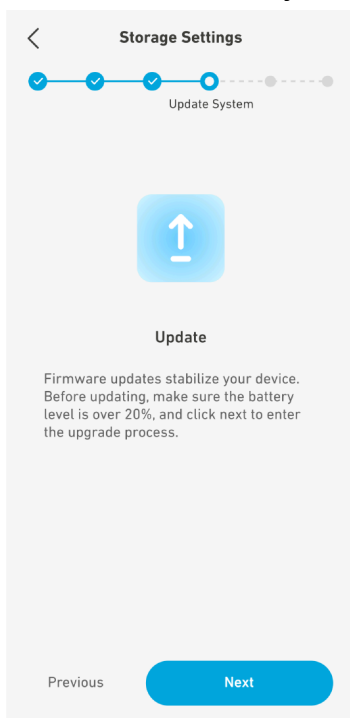 Storage Settings
Update System
Update
Firmware updates stabilize your device.
Before updating, make sure the battery
level is over 20%, and click next to enter
the upgrade process.
Previous
Next